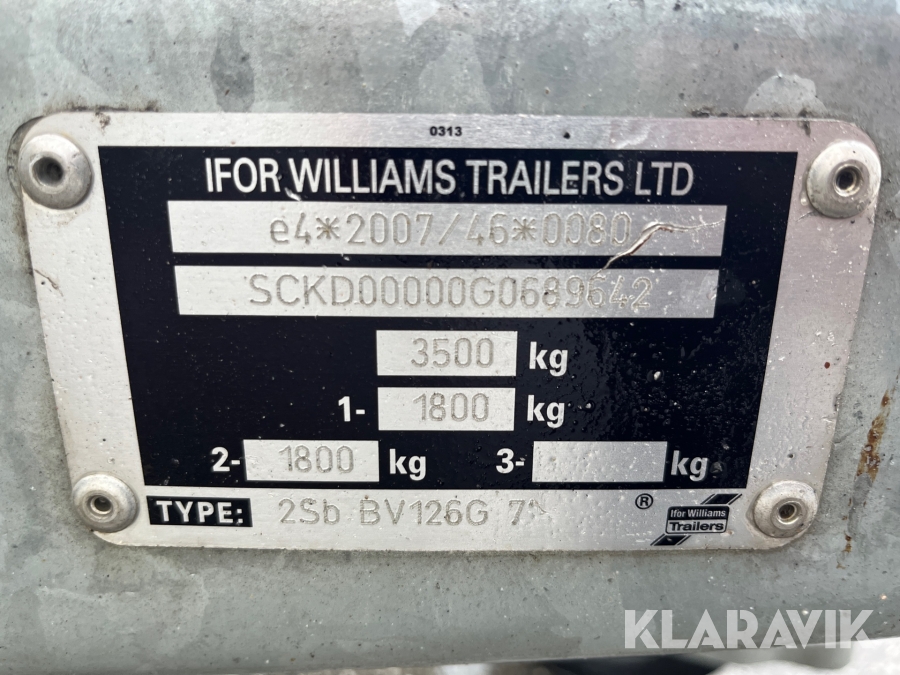 0313
IFOR WILLIAMS TRAILERS LTD
e4*2007/46*0080
SCKD00000G0689642
3500 kg
1- 1800 kg
2- 1800 kg 3- kg
TYPE: 2Sb BV126G ®
Ifor Williams
Trailers
KLARAVIK